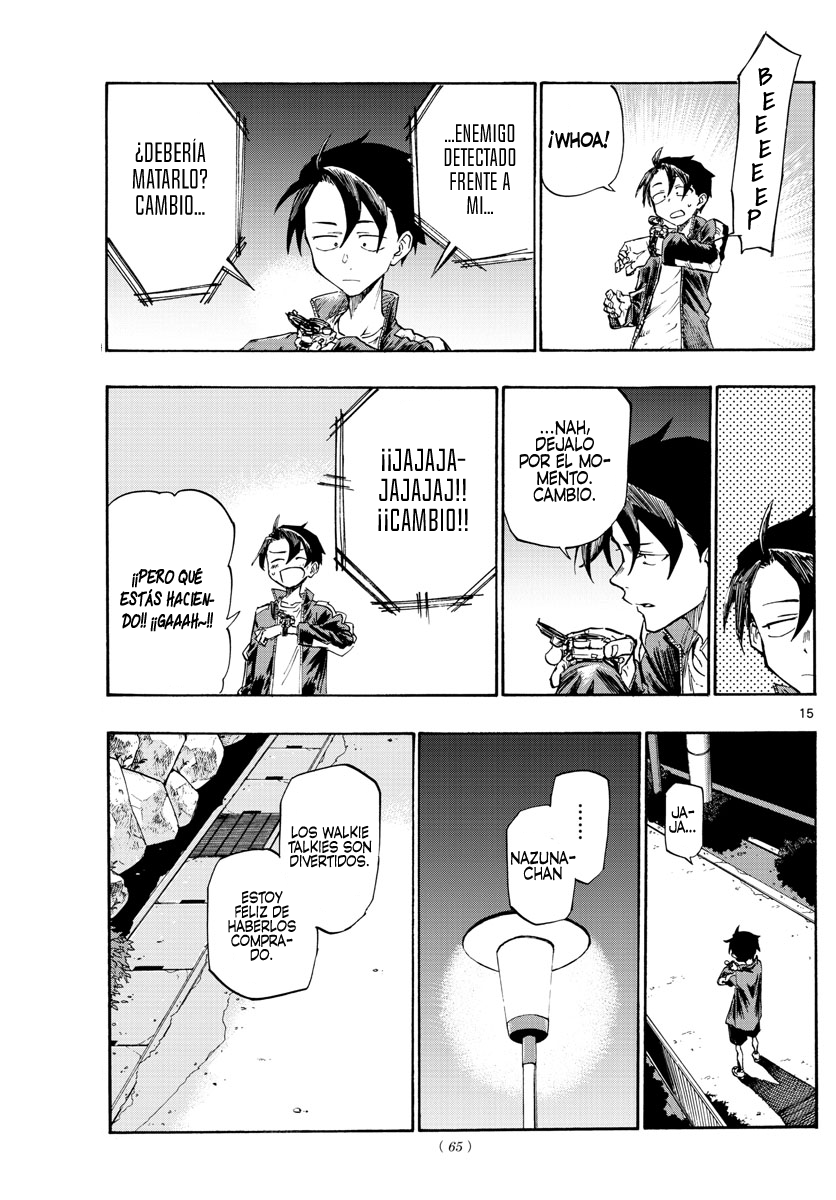 BEEEEEP
¡WHOA!
...ENEMIGO
DETECTADO
FRENTE A
MI...
¿DEBERÍA
MATARLO?
CAMBIO...
...NAH,
DEJALO
POR EL MO-
MENTO.
CAMBIO.
¡¡JAJAJA-
JAJAJAJ!!
¡¡CAMBIO!!
¡¡PERO QUÉ
ESTÁS HACIEN-
DO!! ¡¡GAAAH~!!
15
JA-
JA...
......
NAZUNA-
CHAN
LOS WALKIE
TALKIES SON
DIVERTIDOS.
ESTOY
FELIZ DE
HABERLOS
COMPRA-
DO.
( 65 )